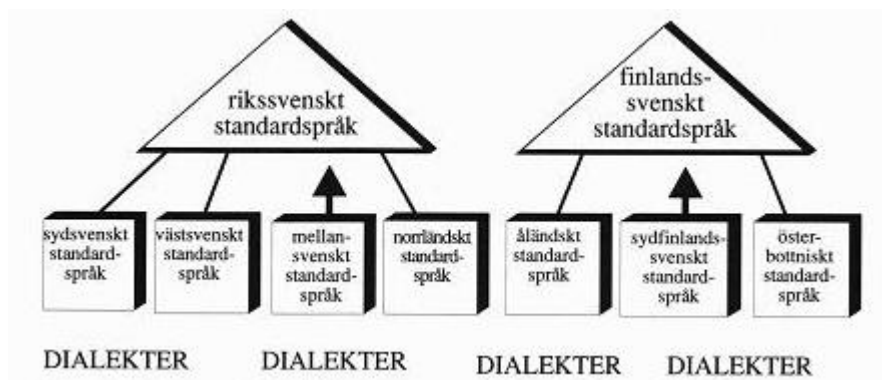 rikssvenskt
standardspråk
finlands-
svenskt
standardspråk
sydsvenskt
standard-
språk
västsvenskt
standard-
språk
mellan-
svenskt
standard-
språk
norrländskt
standard-
språk
åländskt
standard-
språk
sydfinlands-
svenskt
standard-
språk
öster-
bottniskt
standard-
språk
DIALEKTER
DIALEKTER
DIALEKTER
DIALEKTER